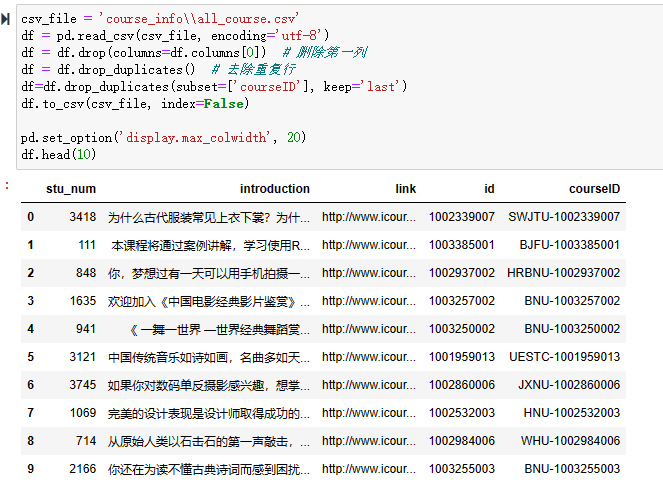 csv_file = 'course_info\\all_course.csv'
df = pd.read_csv(csv_file, encoding='utf-8')
df = df.drop(columns=df.columns[0])  # 删除第一列
df = df.drop_duplicates()  # 去除重复行
df=df.drop_duplicates(subset=['courseID'], keep='last')
df.to_csv(csv_file, index=False)
pd.set_option('display.max_colwidth', 20)
df.head(10)
stu_num introduction link id courseID
0 3418 为什么古代服装常见上衣下裳？为什... http://www.icour... 1002339007 SWJTU-1002339007
1 111 本课程将通过案例讲解，学习使用R... http://www.icour... 1003385001 BJFU-1003385001
2 848 你，梦想过有一天可以用手机拍摄一... http://www.icour... 1002937002 HRBNU-1002937002
3 1635 欢迎加入《中国电影经典影片鉴赏》... http://www.icour... 1003257002 BNU-1003257002
4 941 《 一舞一世界 —世界经典舞蹈赏... http://www.icour... 1003250002 BNU-1003250002
5 3121 中国传统音乐如诗如画，名曲多如天... http://www.icour... 1001959013 UESTC-1001959013
6 3745 如果你对数码单反摄影感兴趣，想掌... http://www.icour... 1002860006 JXNU-1002860006
7 1069 完美的设计表现是设计师取得成功的... http://www.icour... 1002532003 HNU-1002532003
8 714 从原始人类以石击石的第一声敲击，... http://www.icour... 1002984006 WHU-1002984006
9 2166 你还在为读不懂古典诗词而感到困扰... http://www.icour... 1003255003 BNU-1003255003